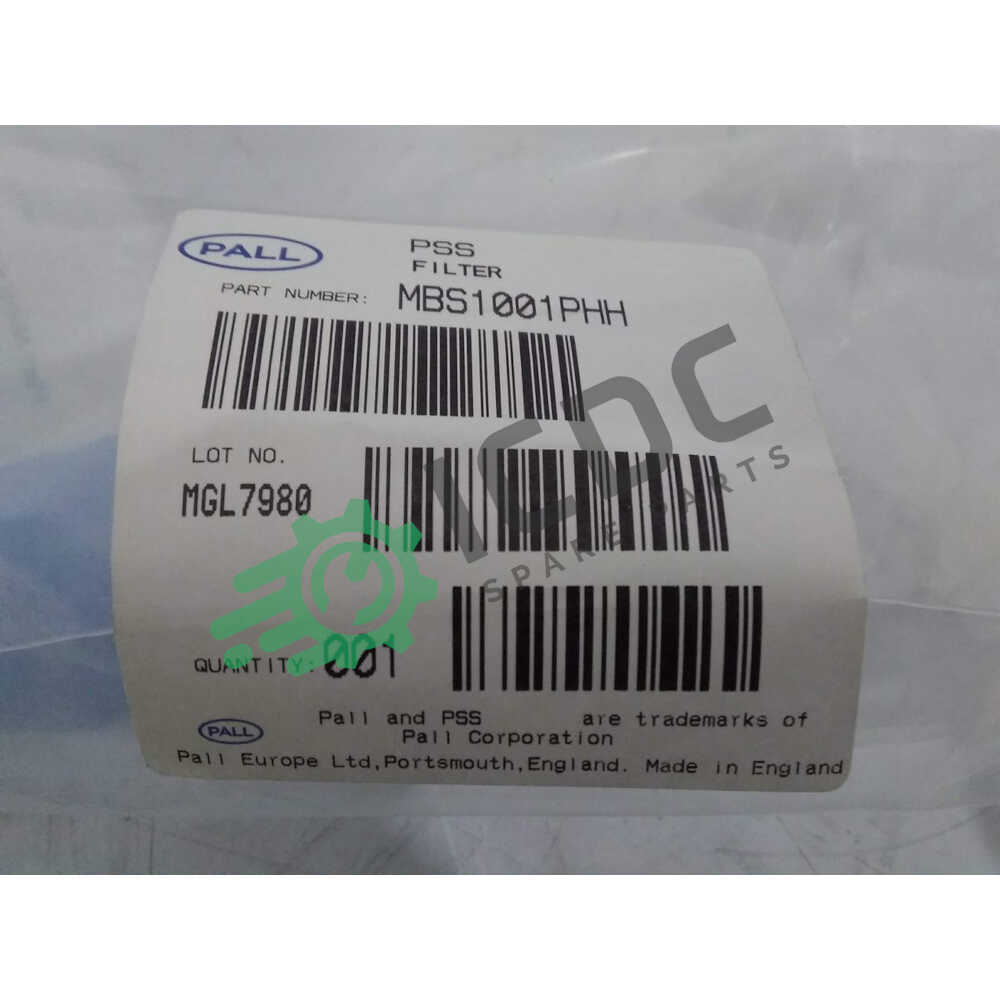 PALL
PSS
FILTER
PART NUMBER: MBS1001PHH
LOT NO.
MGL7980
ICDC
SPARE PARTS
QUANTITY: 001
Pall and PSS are trademarks of
PALL
Pall Corporation
Pall Europe Ltd,Portsmouth,England. Made in England